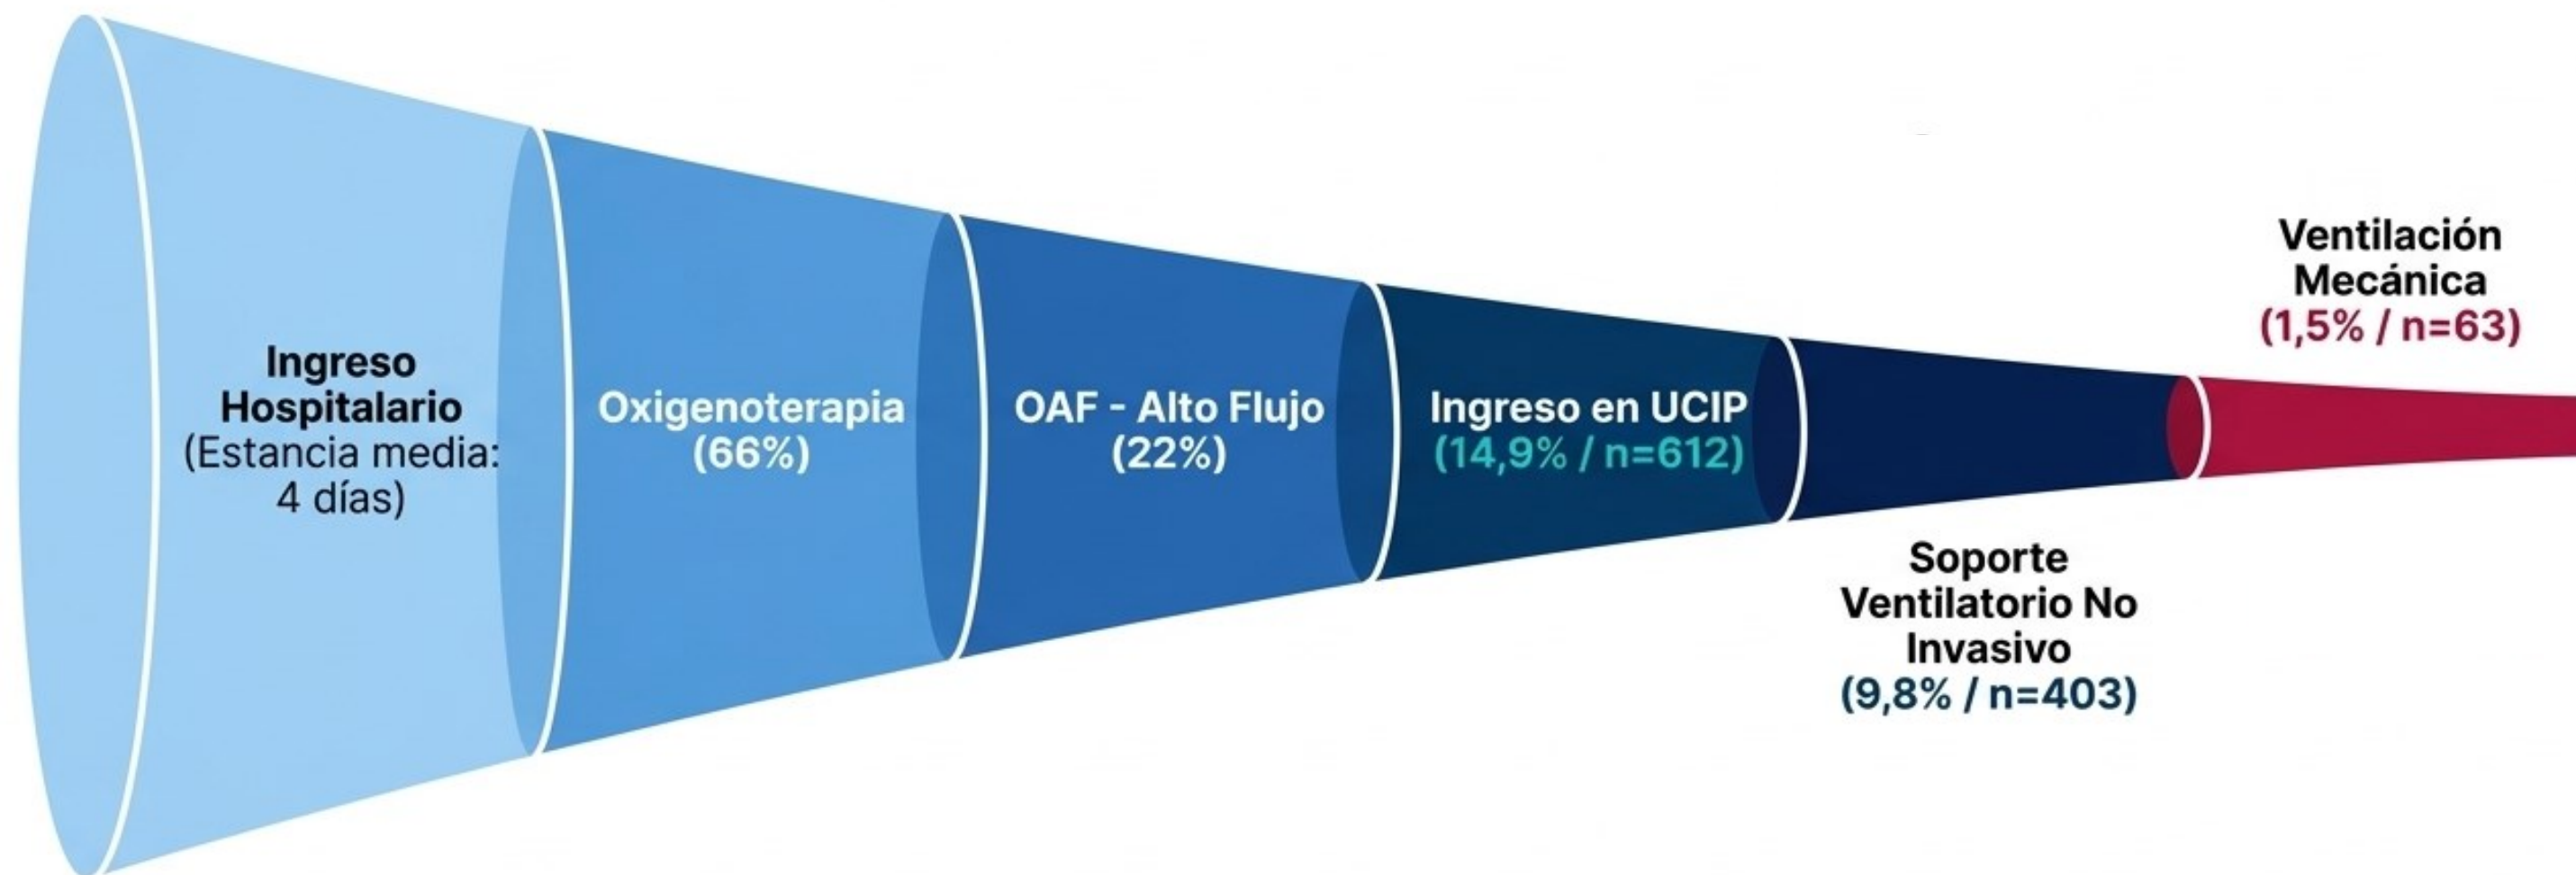 Ingreso
Hospitalario
(Estancia media:
4 días)
Oxigenoterapia
(66%)
OAF - Alto Flujo
(22%)
Ingreso en UCIP
(14,9% / n=612)
Soporte
Ventilatorio No
Invasivo
(9,8% / n=403)
Ventilación
Mecánica
(1,5% / n=63)